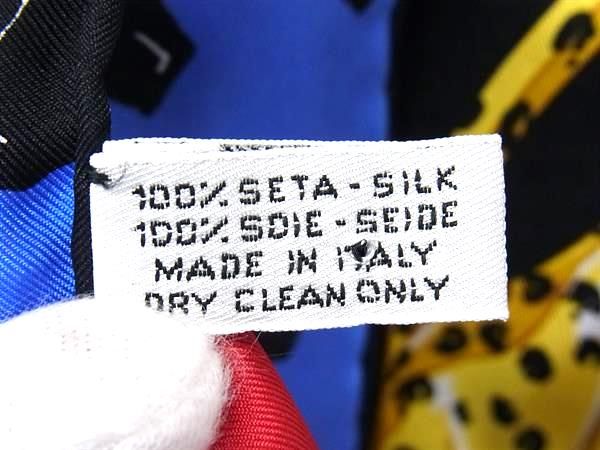 100% SETA - SILK
100% SOIE - SEIDE
MADE IN ITALY
DRY CLEAN ONLY